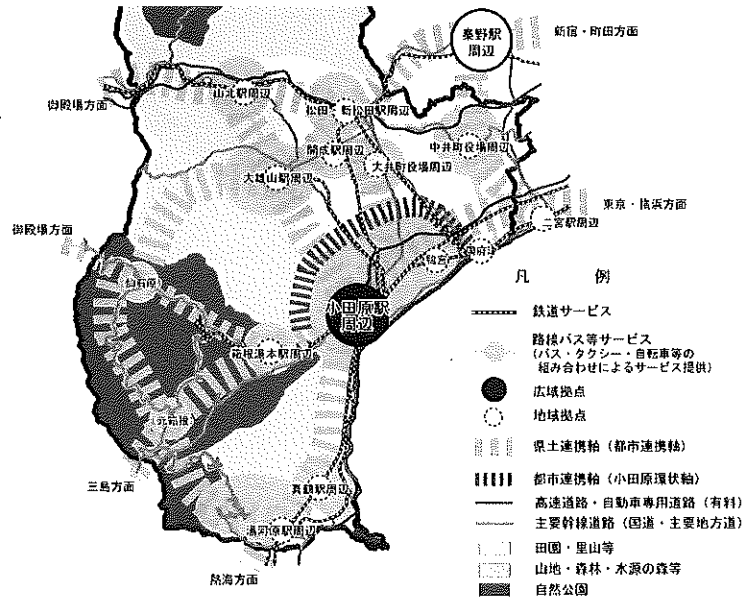 秦野駅
周辺
新宿・町田方面
御殿場方面
山北駅周辺
松田・新松田駅周辺
中井町役場周辺
開成駅周辺
大井町役場周辺
大雄山駅周辺
東京・横浜方面
二宮駅周辺
御殿場方面
国府津
鴨宮
仙石原
小田原駅
周辺
箱根湯本駅周辺
元箱根
三島方面
真鶴駅周辺
湯河原駅周辺
熱海方面
凡 例
鉄道サービス
路線バス等サービス
(バス・タクシー・自転車等の
組み合わせによるサービス提供)
広域拠点
地域拠点
県土連携軸(都市連携軸)
都市連携軸(小田原環状軸)
高速道路・自動車専用道路(有料)
主要幹線道路(国道・主要地方道)
田園・里山等
山地・森林・水源の森等
自然公園